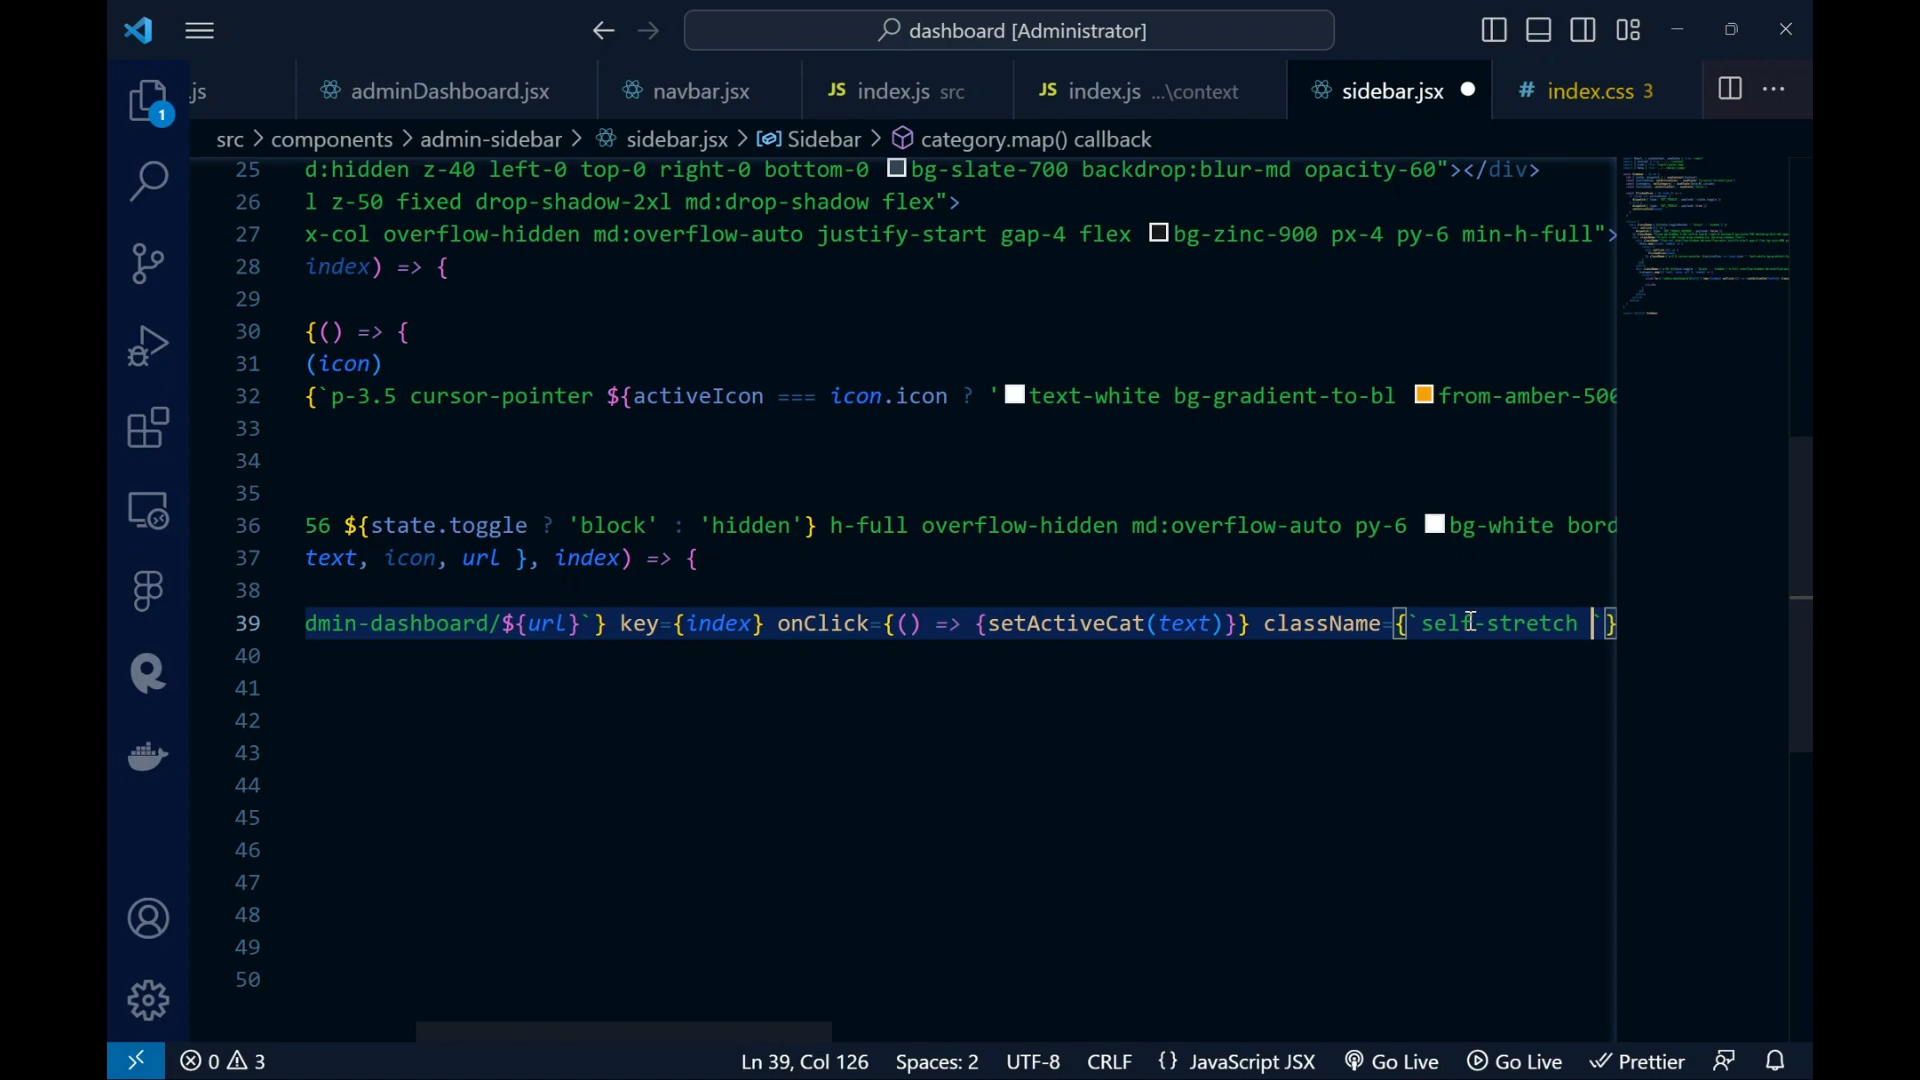 dashboard [Administrator]
.js
adminDashboard.jsx
navbar.jsx
JS index.js src
JS index.js ...\context
sidebar.jsx
# index.css 3
1
src > components > admin-sidebar > sidebar.jsx > Sidebar > category.map() callback
25 d:hidden z-40 left-0 top-0 right-0 bottom-0 bg-slate-700 backdrop:blur-md opacity-60"></div>
26 l z-50 fixed drop-shadow-2xl md:drop-shadow flex">
27 x-col overflow-hidden md:overflow-auto justify-start gap-4 flex bg-zinc-900 px-4 py-6 min-h-full">
28 index) => {
29
30 {() => {
31 (icon)
32 {`p-3.5 cursor-pointer ${activeIcon === icon.icon ? 'text-white bg-gradient-to-bl from-amber-500
33
34
35
36 56 ${state.toggle ? 'block' : 'hidden'} h-full overflow-hidden md:overflow-auto py-6 bg-white bord
37 text, icon, url }, index) => {
38
39 dmin-dashboard/${url}`} key={index} onClick={() => {setActiveCat(text)}} className={`self-stretch `}
40
41
42
43
44
45
46
47
48
49
50
0 3
Ln 39, Col 126
Spaces: 2
UTF-8
CRLF
{} JavaScript JSX
Go Live
Go Live
Prettier